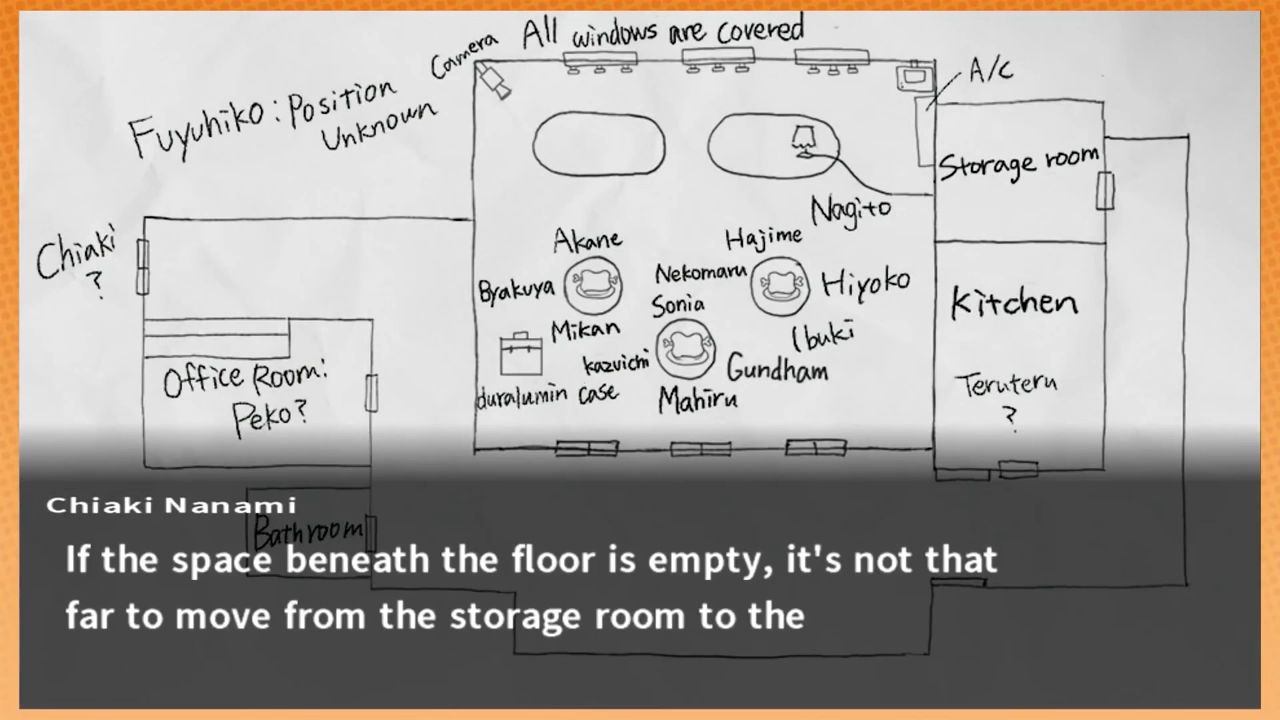 All windows are covered
Camera
A/C
Fuyuhiko: Position
Unknown
Storage room
Nagito
Chiaki
?
Akane
Hajime
Byakuya
Nekomaru
Hiyoko
Sonia
Kitchen
Mikan
Ibuki
kazuichi
Gundham
Office Room:
Peko?
duralumin case
Mahiru
Teruteru
?
Chiaki Nanami
Bathroom
If the space beneath the floor is empty, it's not that
far to move from the storage room to the